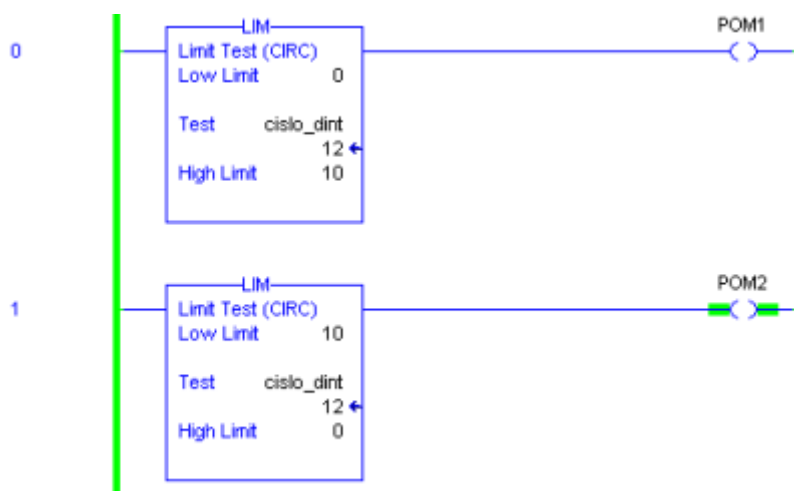 LIM
POM1
0
Limit Test (CIRC)
Low Limit 0
Test cislo_dint
12
High Limit 10
LIM
POM2
1
Limit Test (CIRC)
Low Limit 10
Test cislo_dint
12
High Limit 0